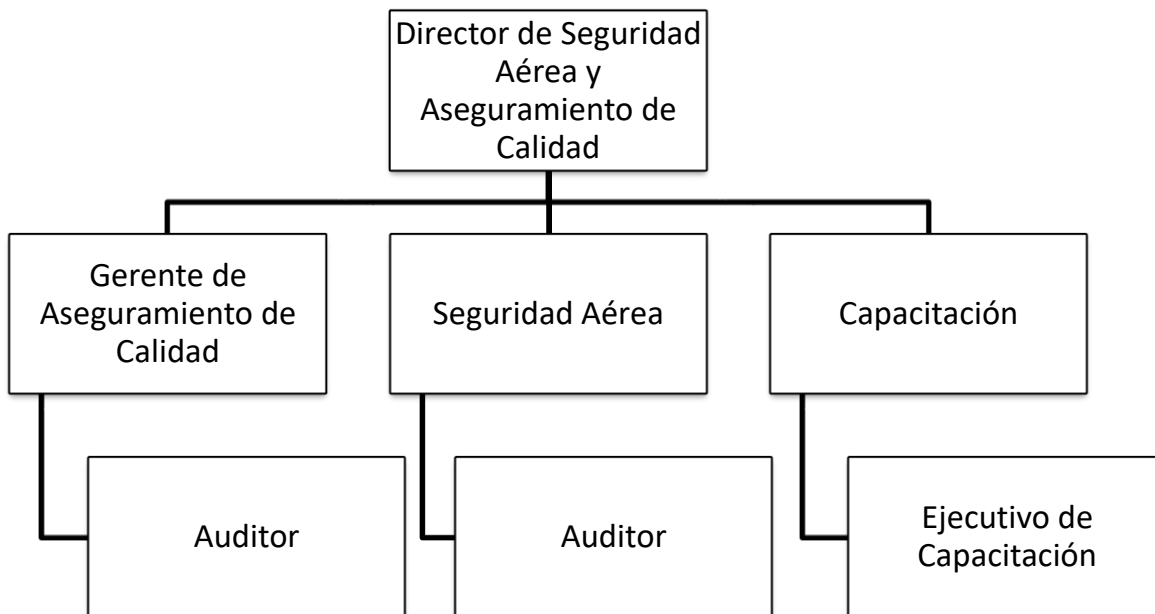 Director de Seguridad
Aérea y
Aseguramiento de
Calidad
Gerente de
Aseguramiento de
Calidad
Seguridad Aérea
Capacitación
Auditor
Auditor
Ejecutivo de
Capacitación